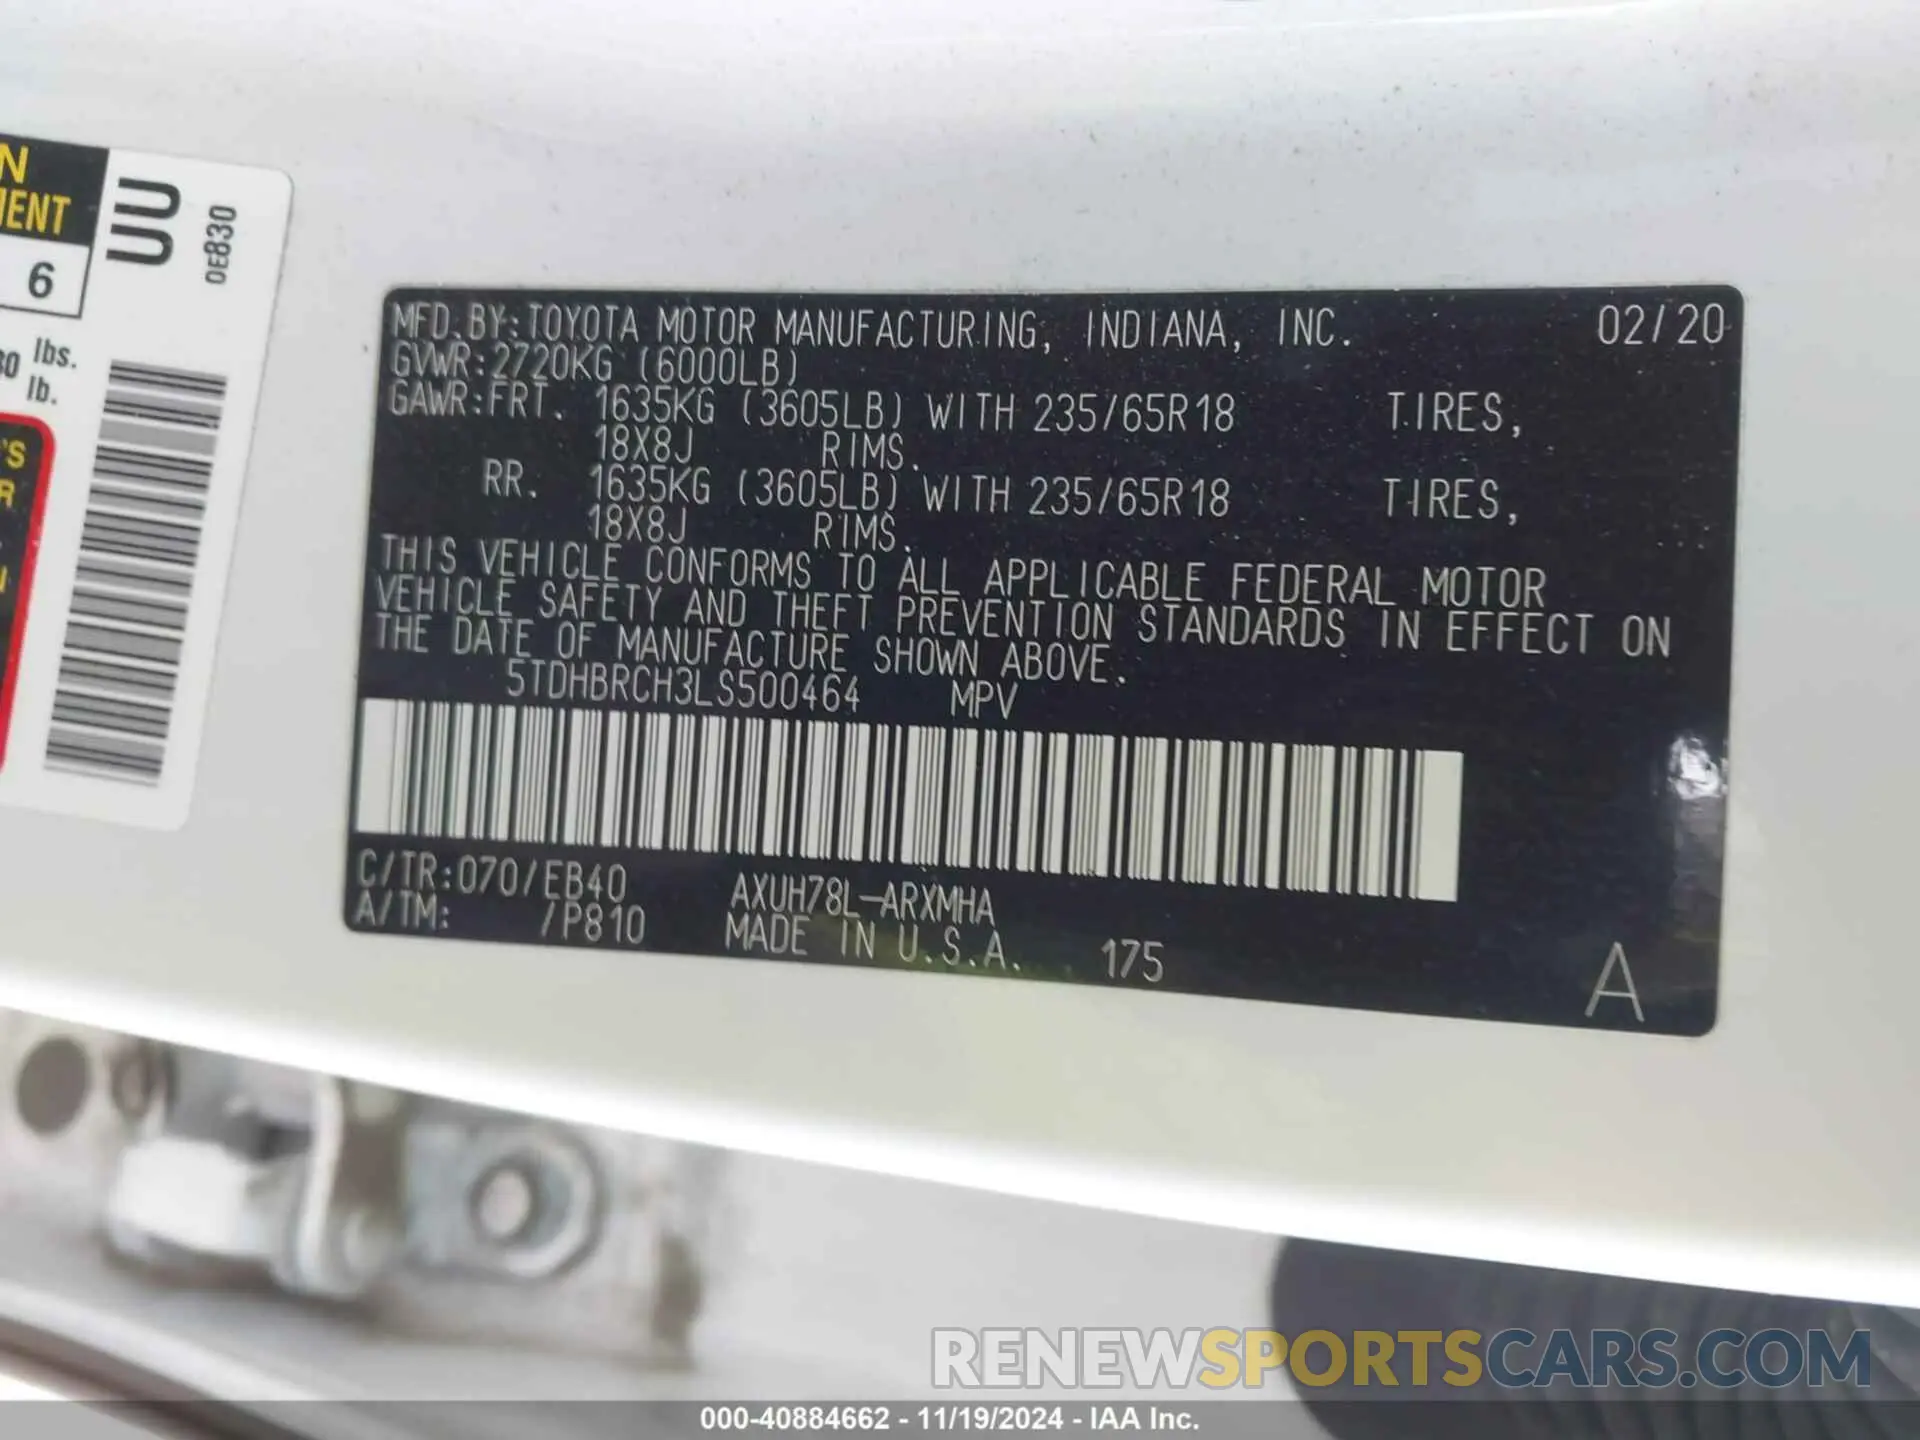 N
MENT
6
lbs.
lb.
UU
0E830
'S
R
MFD.BY:TOYOTA MOTOR MANUFACTURING, INDIANA, INC. 02/20
GVWR:2720KG (6000LB)
GAWR:FRT. 1635KG (3605LB) WITH 235/65R18 TIRES,
18X8J RIMS.
RR. 1635KG (3605LB) WITH 235/65R18 TIRES,
18X8J RIMS.
THIS VEHICLE CONFORMS TO ALL APPLICABLE FEDERAL MOTOR
VEHICLE SAFETY AND THEFT PREVENTION STANDARDS IN EFFECT ON
THE DATE OF MANUFACTURE SHOWN ABOVE.
5TDHBRCH3LS500464 MPV
C/TR:070/EB40 AXUH78L-ARXMHA
A/TM: /P810 MADE IN U.S.A. 175
A
RENEWSPORTSCARS.COM
000-40884662 - 11/19/2024 - IAA Inc.